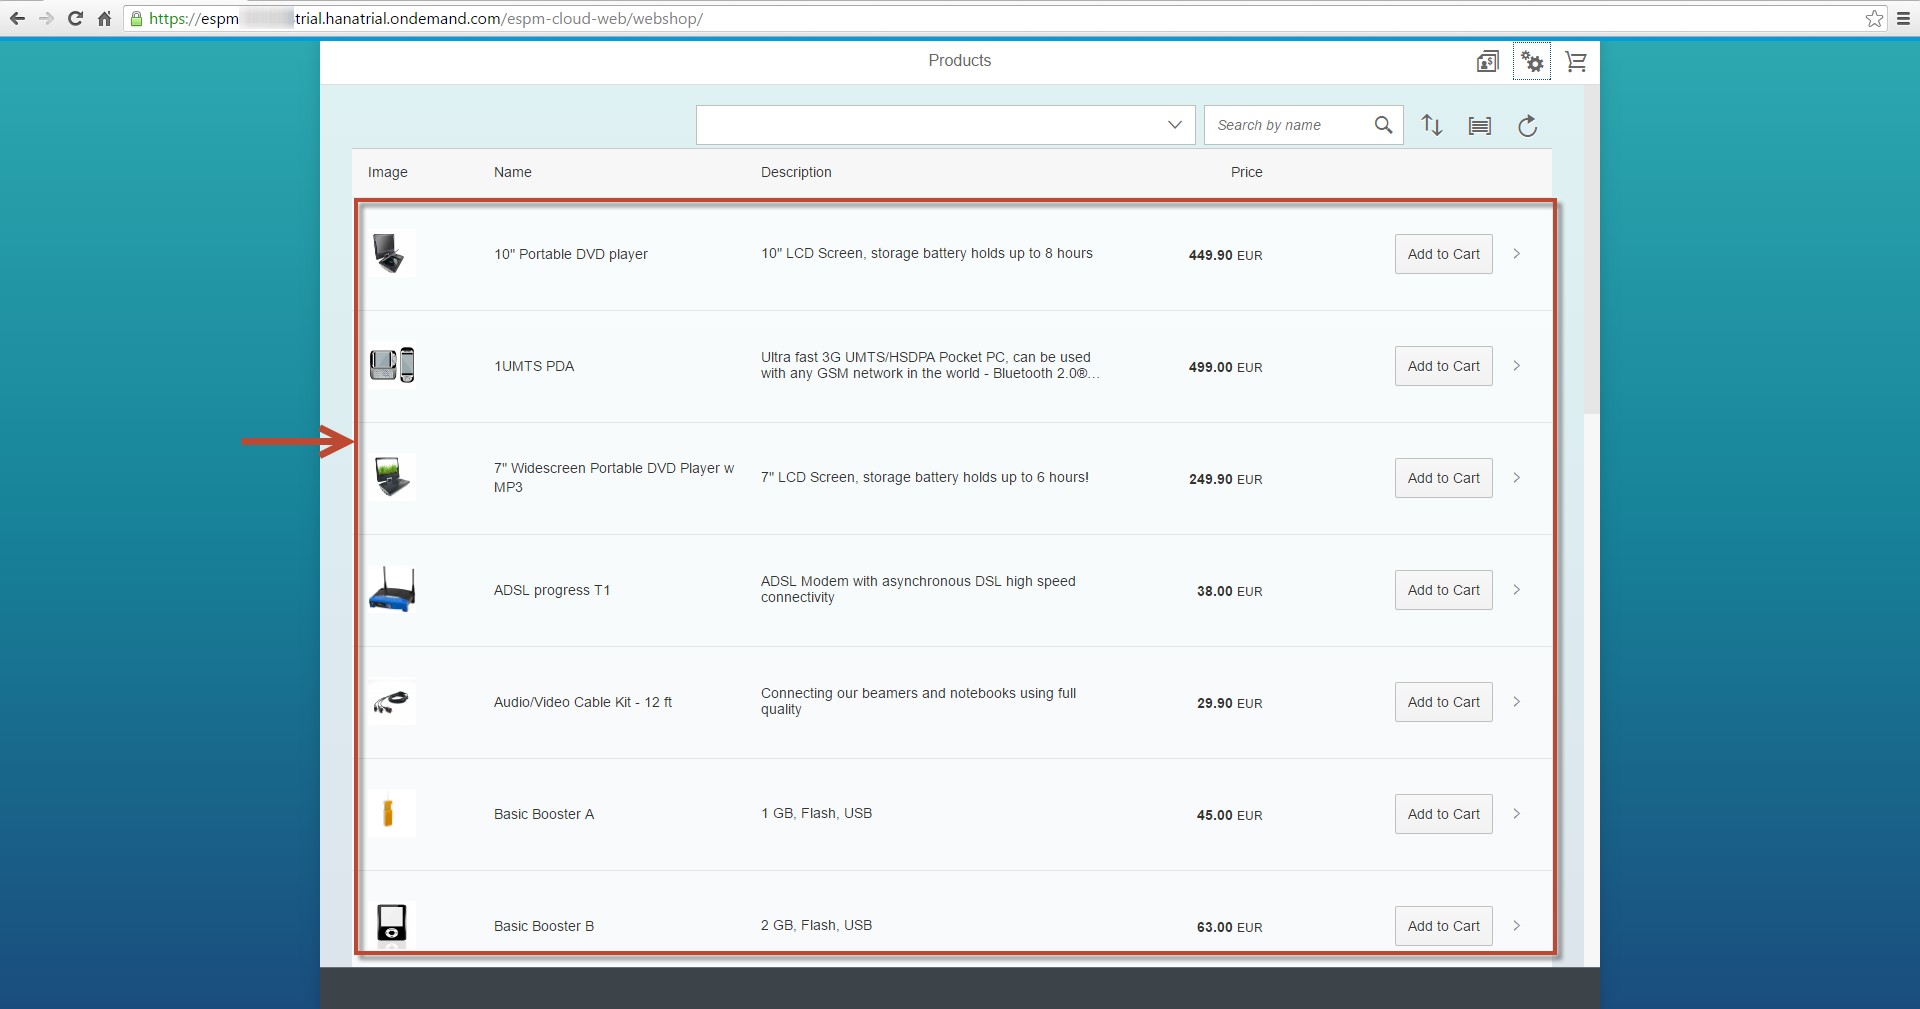 https://espm trial.hanatrial.ondemand.com/espm-cloud-web/webshop/
Products
Search by name
Image Name Description Price
10" Portable DVD player 10" LCD Screen, storage battery holds up to 8 hours 449.90 EUR Add to Cart
1UMTS PDA Ultra fast 3G UMTS/HSDPA Pocket PC, can be used
with any GSM network in the world - Bluetooth 2.0®... 499.00 EUR Add to Cart
7" Widescreen Portable DVD Player w
MP3 7" LCD Screen, storage battery holds up to 6 hours! 249.90 EUR Add to Cart
ADSL progress T1 ADSL Modem with asynchronous DSL high speed
connectivity 38.00 EUR Add to Cart
Audio/Video Cable Kit - 12 ft Connecting our beamers and notebooks using full
quality 29.90 EUR Add to Cart
Basic Booster A 1 GB, Flash, USB 45.00 EUR Add to Cart
Basic Booster B 2 GB, Flash, USB 63.00 EUR Add to Cart